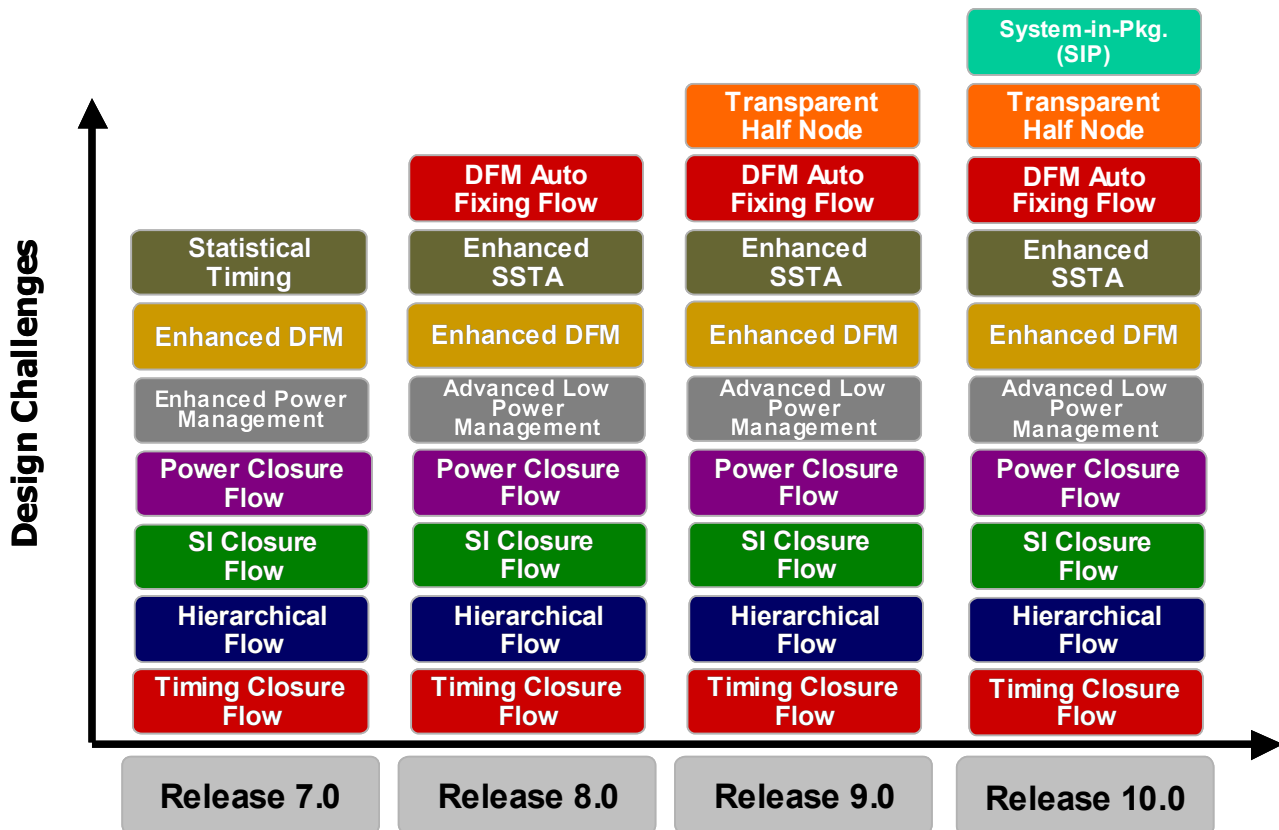 Design Challenges
Statistical
Timing
Enhanced DFM
Enhanced Power
Management
Power Closure
Flow
SI Closure
Flow
Hierarchical
Flow
Timing Closure
Flow
Release 7.0
DFM Auto
Fixing Flow
Enhanced
SSTA
Enhanced DFM
Advanced Low
Power
Management
Power Closure
Flow
SI Closure
Flow
Hierarchical
Flow
Timing Closure
Flow
Release 8.0
Transparent
Half Node
DFM Auto
Fixing Flow
Enhanced
SSTA
Enhanced DFM
Advanced Low
Power
Management
Power Closure
Flow
SI Closure
Flow
Hierarchical
Flow
Timing Closure
Flow
Release 9.0
System-in-Pkg.
(SIP)
Transparent
Half Node
DFM Auto
Fixing Flow
Enhanced
SSTA
Enhanced DFM
Advanced Low
Power
Management
Power Closure
Flow
SI Closure
Flow
Hierarchical
Flow
Timing Closure
Flow
Release 10.0